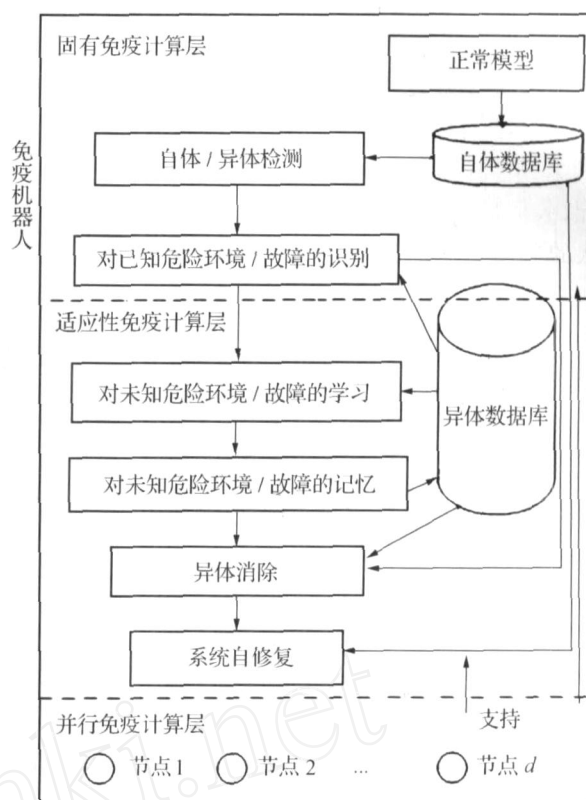 固有免疫计算层
正常模型
免疫机器人
自体/异体检测
自体数据库
对已知危险环境/故障的识别
适应性免疫计算层
对未知危险环境/故障的学习
异体数据库
对未知危险环境/故障的记忆
异体消除
系统自修复
并行免疫计算层
支持
节点1
节点2
...
节点d
nki.net